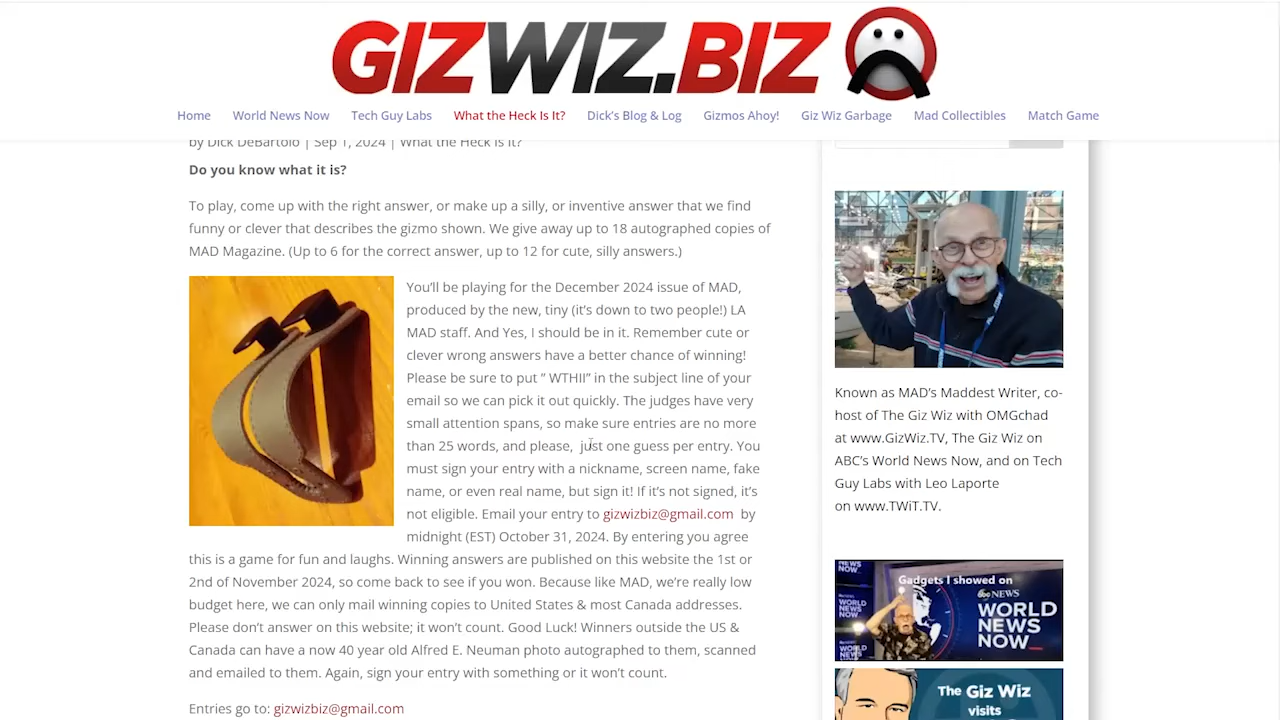 GIZWIZ.BIZ
Home World News Now Tech Guy Labs What the Heck Is It? Dick's Blog & Log Gizmos Ahoy! Giz Wiz Garbage Mad Collectibles Match Game
by Dick DeBartolo | Sep 1, 2024 | What the Heck Is It?
Do you know what it is?
To play, come up with the right answer, or make up a silly, or inventive answer that we find
funny or clever that describes the gizmo shown. We give away up to 18 autographed copies of
MAD Magazine. (Up to 6 for the correct answer, up to 12 for cute, silly answers.)
You'll be playing for the December 2024 issue of MAD,
produced by the new, tiny (it's down to two people!) LA
MAD staff. And Yes, I should be in it. Remember cute or
clever wrong answers have a better chance of winning!
Please be sure to put " WTHII" in the subject line of your
email so we can pick it out quickly. The judges have very
small attention spans, so make sure entries are no more
than 25 words, and please, just one guess per entry. You
must sign your entry with a nickname, screen name, fake
name, or even real name, but sign it! If it's not signed, it's
not eligible. Email your entry to gizwizbiz@gmail.com by
midnight (EST) October 31, 2024. By entering you agree
this is a game for fun and laughs. Winning answers are published on this website the 1st or
2nd of November 2024, so come back to see if you won. Because like MAD, we're really low
budget here, we can only mail winning copies to United States & most Canada addresses.
Please don't answer on this website; it won't count. Good Luck! Winners outside the US &
Canada can have a now 40 year old Alfred E. Neuman photo autographed to them, scanned
and emailed to them. Again, sign your entry with something or it won't count.
Entries go to: gizwizbiz@gmail.com
Known as MAD's Maddest Writer, co-
host of The Giz Wiz with OMGchad
at www.GizWiz.TV, The Giz Wiz on
ABC's World News Now, and on Tech
Guy Labs with Leo Laporte
on www.TWiT.TV.
Gadgets I showed on
abc NEWS
WORLD
NEWS
NOW
The Giz Wiz
visits